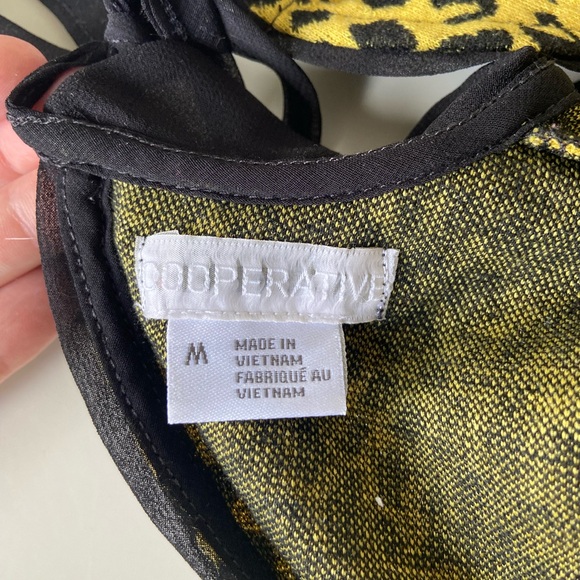 COOPERATIVE
M
MADE IN
VIETNAM
FABRIQUÉ AU
VIETNAM